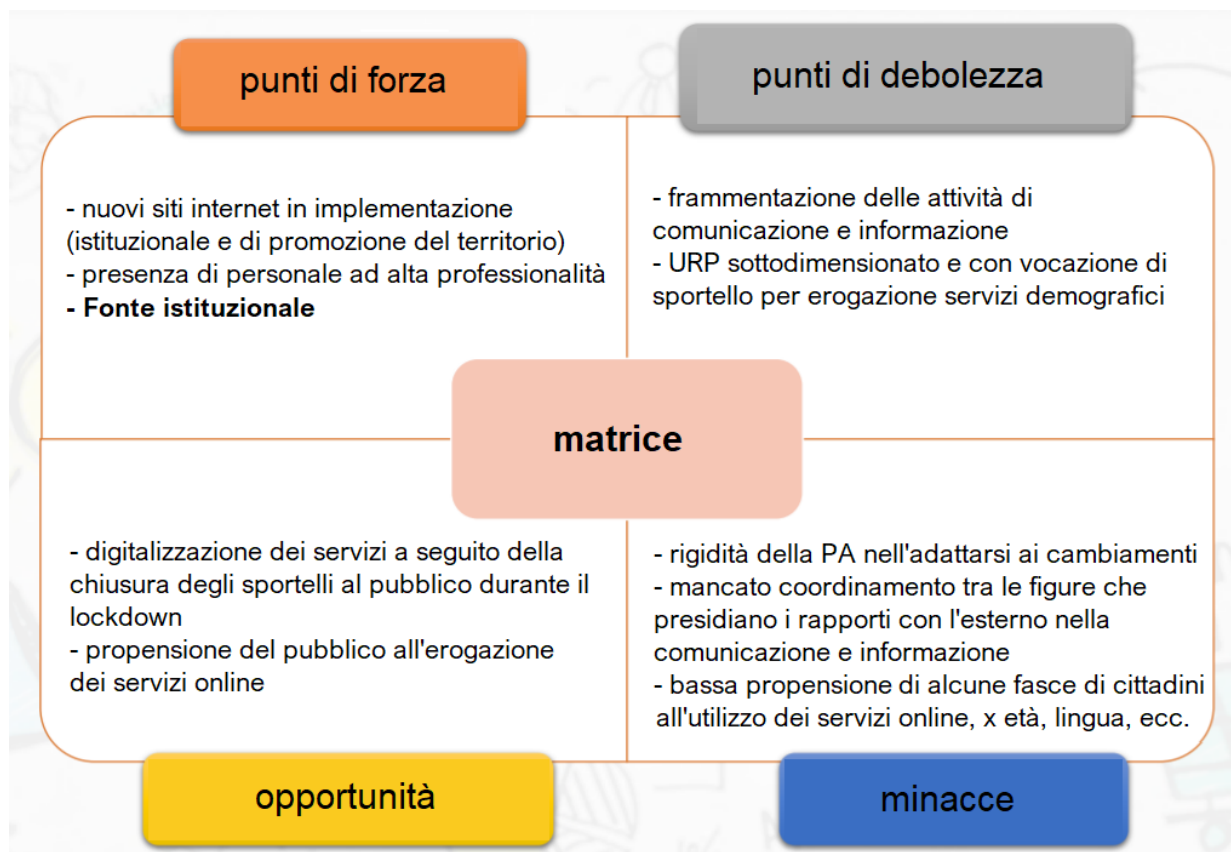 punti di forza
punti di debolezza
- nuovi siti internet in implementazione
(istituzionale e di promozione del territorio)
- presenza di personale ad alta professionalità
- Fonte istituzionale
- frammentazione delle attività di
comunicazione e informazione
- URP sottodimensionato e con vocazione di
sportello per erogazione servizi demografici
matrice
- digitalizzazione dei servizi a seguito della
chiusura degli sportelli al pubblico durante il
lockdown
- propensione del pubblico all'erogazione
dei servizi online
- rigidità della PA nell'adattarsi ai cambiamenti
- mancato coordinamento tra le figure che
presidiano i rapporti con l'esterno nella
comunicazione e informazione
- bassa propensione di alcune fasce di cittadini
all'utilizzo dei servizi online, x età, lingua, ecc.
opportunità
minacce